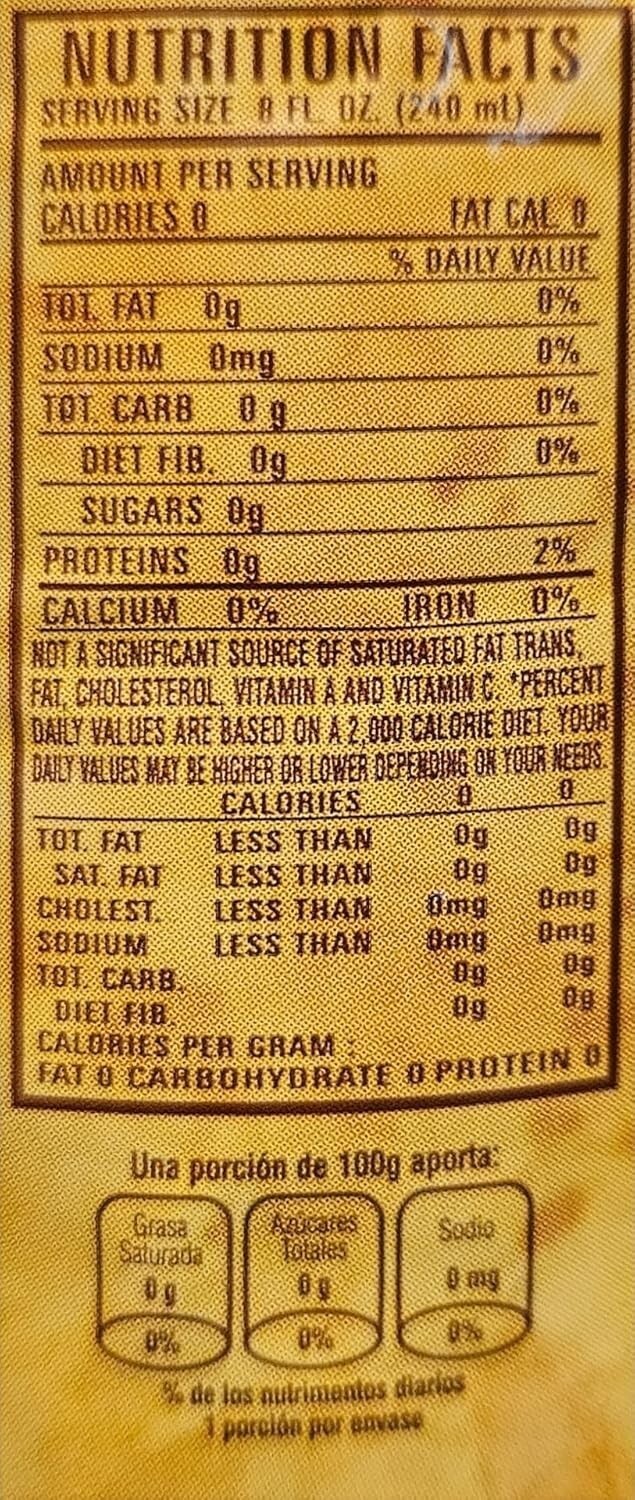 NUTRITION FACTS
SERVING SIZE 8 FL. OZ. (240 ml)
AMOUNT PER SERVING
CALORIES 0 FAT CAL. 0
% DAILY VALUE
TOT. FAT 0g 0%
SODIUM 0mg 0%
TOT. CARB 0 g 0%
DIET FIB. 0g 0%
SUGARS 0g
PROTEINS 0g 2%
CALCIUM 0% IRON 0%
NOT A SIGNIFICANT SOURCE OF SATURATED FAT TRANS,
FAT, CHOLESTEROL, VITAMIN A AND VITAMIN C. *PERCENT
DAILY VALUES ARE BASED ON A 2,000 CALORIE DIET. YOUR
DAILY VALUES MAY BE HIGHER OR LOWER DEPENDING ON YOUR NEEDS.
CALORIES 0 0
TOT. FAT LESS THAN 0g 0g
SAT. FAT LESS THAN 0g 0g
CHOLEST. LESS THAN 0mg 0mg
SODIUM LESS THAN 0mg 0mg
TOT. CARB. 0g 0g
DIET FIB. 0g 0g
CALORIES PER GRAM :
FAT 0 CARBOHYDRATE 0 PROTEIN 0
Una porción de 100g aporta:
Grasa Saturada 0 g 0%
Azúcares Totales 0 g 0%
Sodio 0 mg 0%
% de los nutrimentos diarios
1 porción por envase